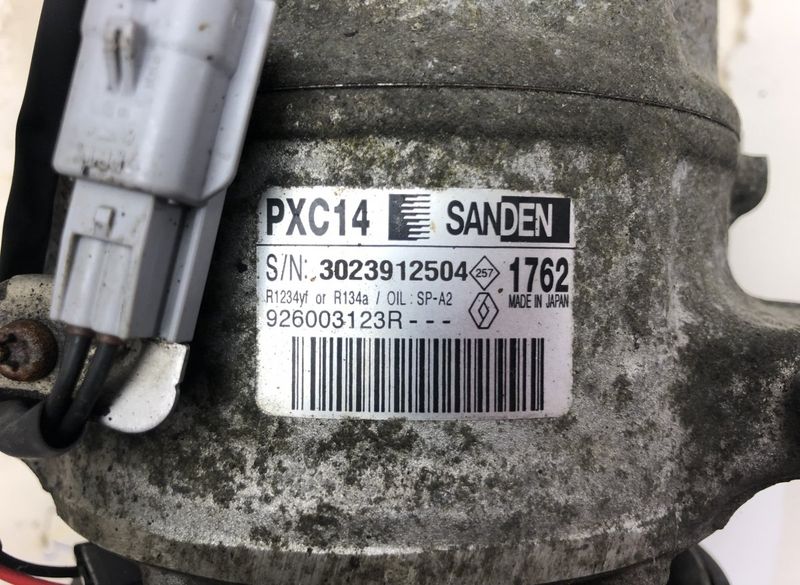 PXC14 SANDEN
S/N: 3023912504 257 1762
R1234yf or R134a / OIL : SP-A2 MADE IN JAPAN
926003123R - - -